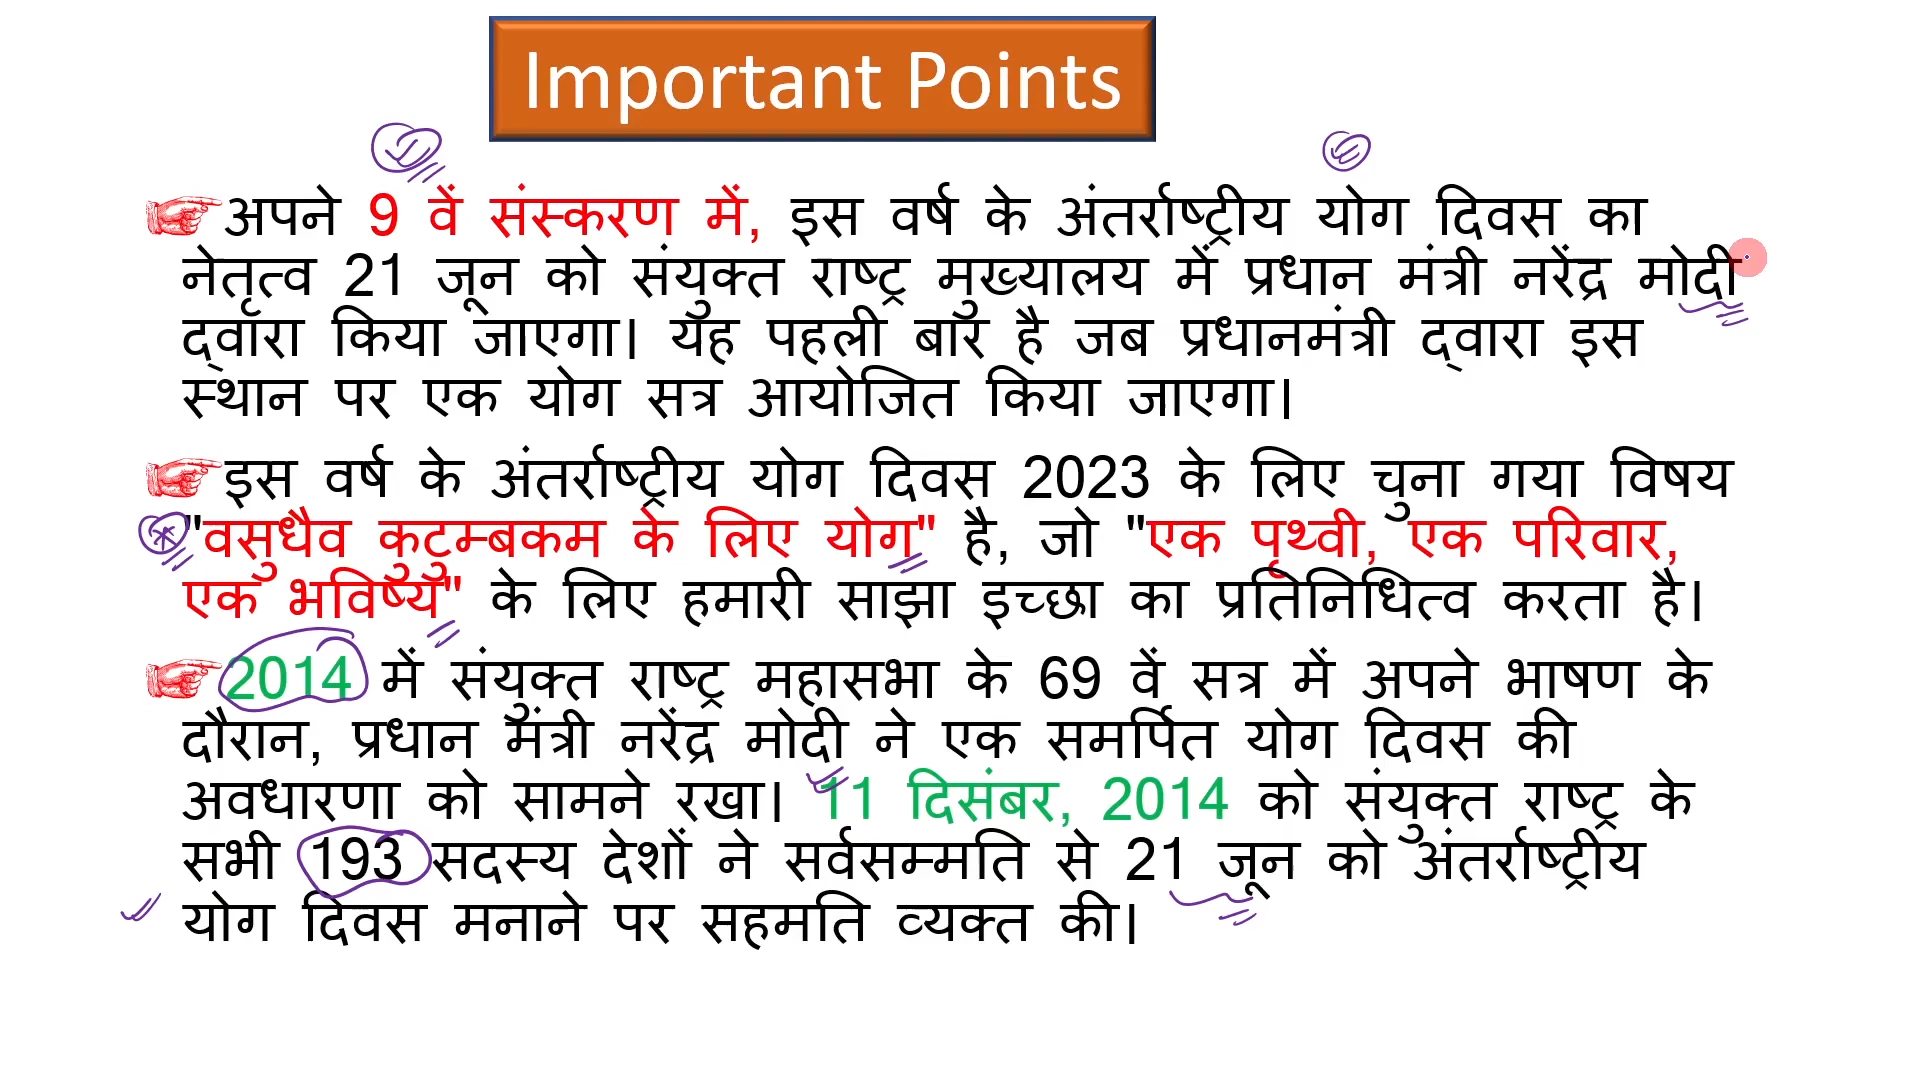 Important Points
अपने 9 वें संस्करण में, इस वर्ष के अंतर्राष्ट्रीय योग दिवस का
नेतृत्व 21 जून को संयुक्त राष्ट्र मुख्यालय में प्रधान मंत्री नरेंद्र मोदी
द्वारा किया जाएगा। यह पहली बार है जब प्रधानमंत्री द्वारा इस
स्थान पर एक योग सत्र आयोजित किया जाएगा।
इस वर्ष के अंतर्राष्ट्रीय योग दिवस 2023 के लिए चुना गया विषय
"वसुधैव कुटुम्बकम के लिए योग" है, जो "एक पृथ्वी, एक परिवार,
एक भविष्य" के लिए हमारी साझा इच्छा का प्रतिनिधित्व करता है।
2014 में संयुक्त राष्ट्र महासभा के 69 वें सत्र में अपने भाषण के
दौरान, प्रधान मंत्री नरेंद्र मोदी ने एक समर्पित योग दिवस की
अवधारणा को सामने रखा। 11 दिसंबर, 2014 को संयुक्त राष्ट्र के
सभी 193 सदस्य देशों ने सर्वसम्मति से 21 जून को अंतर्राष्ट्रीय
योग दिवस मनाने पर सहमति व्यक्त की।